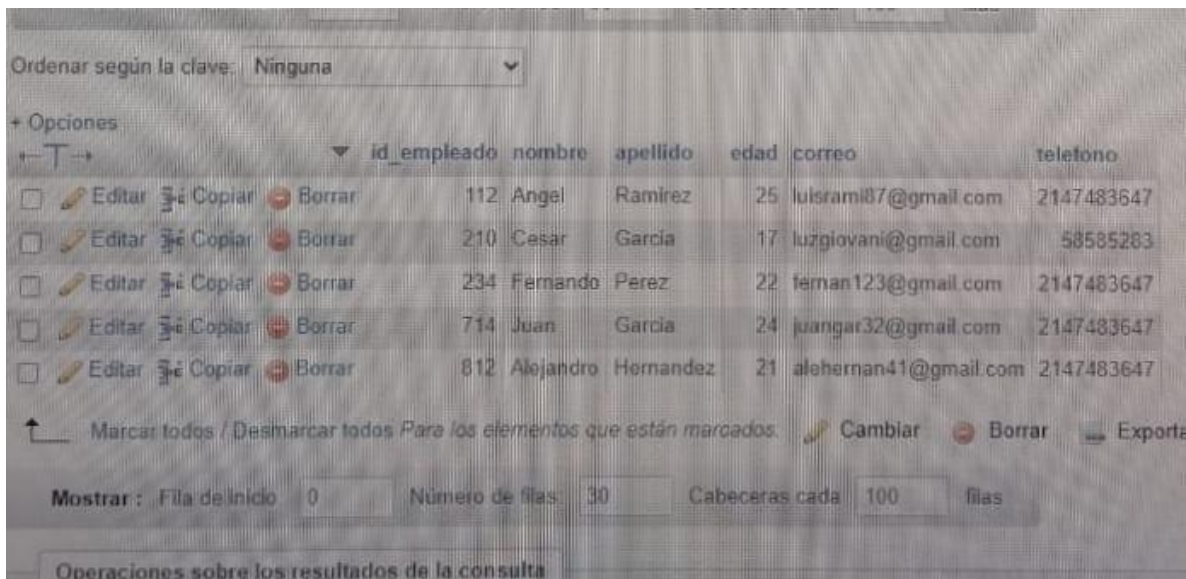 Ordenar según la clave: Ninguna
+ Opciones
←T→ id_empleado nombre apellido edad correo telefono
Editar Copiar Borrar 112 Angel Ramirez 25 luisrami87@gmail.com 2147483647
Editar Copiar Borrar 210 Cesar Garcia 17 luzgiovani@gmail.com 58585283
Editar Copiar Borrar 234 Fernando Perez 22 fernan123@gmail.com 2147483647
Editar Copiar Borrar 714 Juan Garcia 24 juangar32@gmail.com 2147483647
Editar Copiar Borrar 812 Alejandro Hernandez 21 alehernan41@gmail.com 2147483647
Marcar todos / Desmarcar todos Para los elementos que están marcados: Cambiar Borrar Exporta
Mostrar : Fila de inicio 0 Número de filas: 30 Cabeceras cada 100 filas
Operaciones sobre los resultados de la consulta